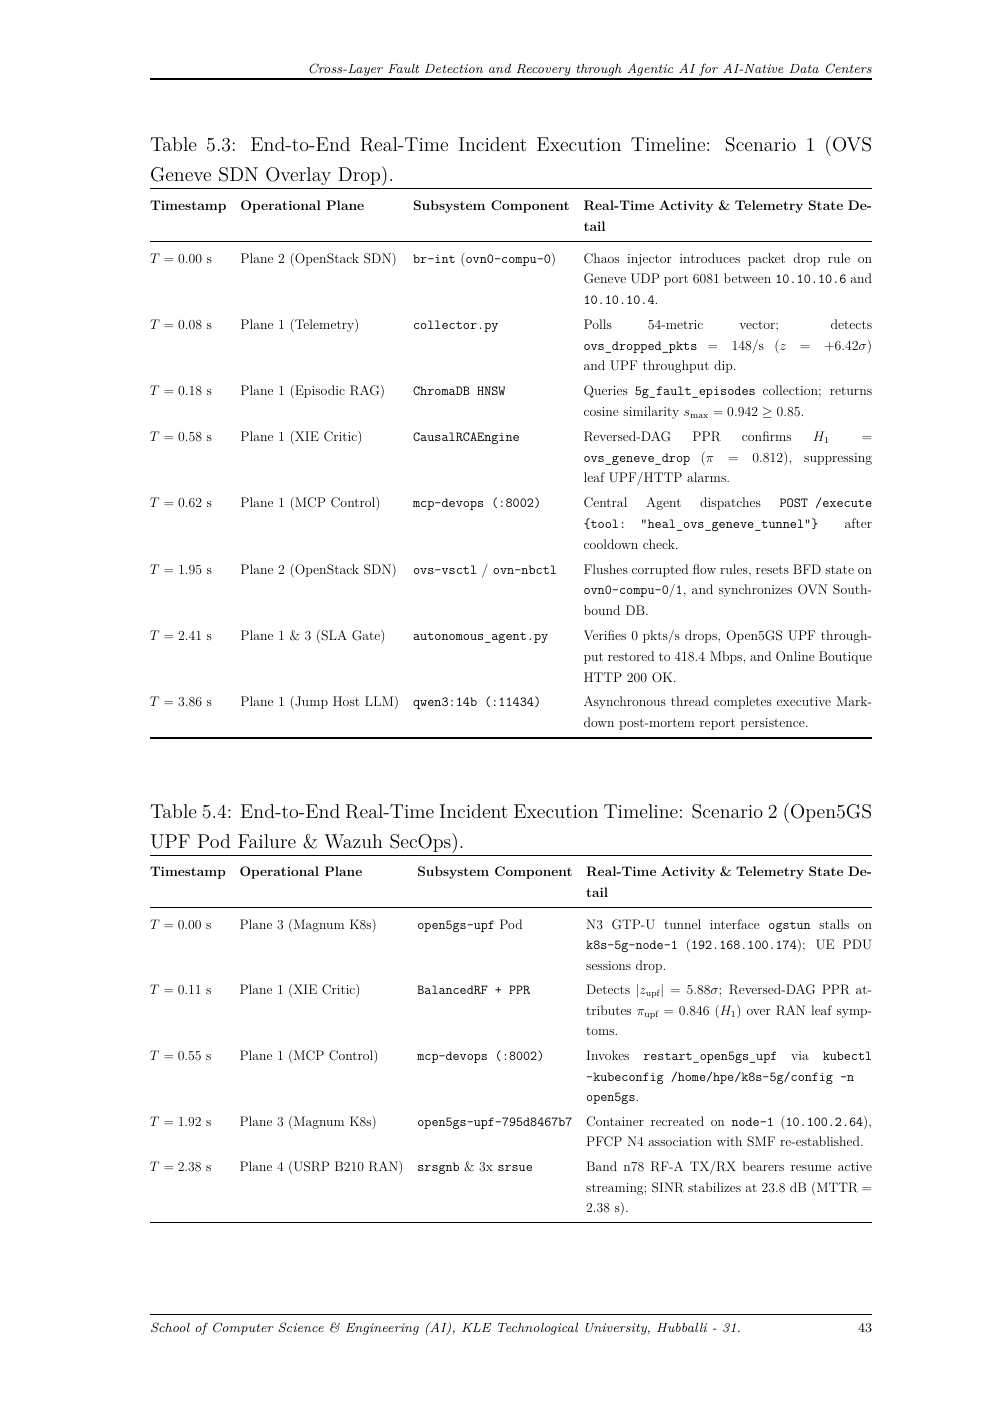 Cross-Layer Fault Detection and Recovery through Agentic AI for AI-Native Data Centers
Table 5.3: End-to-End Real-Time Incident Execution Timeline: Scenario 1 (OVS
Geneve SDN Overlay Drop).
Timestamp Operational Plane Subsystem Component Real-Time Activity & Telemetry State De-
tail
T = 0.00 s Plane 2 (OpenStack SDN) br-int (ovn0-compu-0) Chaos injector introduces packet drop rule on
Geneve UDP port 6081 between 10.10.10.6 and
10.10.10.4.
T = 0.08 s Plane 1 (Telemetry) collector.py Polls 54-metric vector; detects
ovs_dropped_pkts = 148/s (z = +6.42σ)
and UPF throughput dip.
T = 0.18 s Plane 1 (Episodic RAG) ChromaDB HNSW Queries 5g_fault_episodes collection; returns
cosine similarity smax = 0.942 ≥ 0.85.
T = 0.58 s Plane 1 (XIE Critic) CausalRCAEngine Reversed-DAG PPR confirms H1 =
ovs_geneve_drop (π = 0.812), suppressing
leaf UPF/HTTP alarms.
T = 0.62 s Plane 1 (MCP Control) mcp-devops (:8002) Central Agent dispatches POST /execute
{tool: "heal_ovs_geneve_tunnel"} after
cooldown check.
T = 1.95 s Plane 2 (OpenStack SDN) ovs-vsctl / ovn-nbctl Flushes corrupted flow rules, resets BFD state on
ovn0-compu-0/1, and synchronizes OVN South-
bound DB.
T = 2.41 s Plane 1 & 3 (SLA Gate) autonomous_agent.py Verifies 0 pkts/s drops, Open5GS UPF through-
put restored to 418.4 Mbps, and Online Boutique
HTTP 200 OK.
T = 3.86 s Plane 1 (Jump Host LLM) qwen3:14b (:11434) Asynchronous thread completes executive Mark-
down post-mortem report persistence.
Table 5.4: End-to-End Real-Time Incident Execution Timeline: Scenario 2 (Open5GS
UPF Pod Failure & Wazuh SecOps).
Timestamp Operational Plane Subsystem Component Real-Time Activity & Telemetry State De-
tail
T = 0.00 s Plane 3 (Magnum K8s) open5gs-upf Pod N3 GTP-U tunnel interface ogstun stalls on
k8s-5g-node-1 (192.168.100.174); UE PDU
sessions drop.
T = 0.11 s Plane 1 (XIE Critic) BalancedRF + PPR Detects |zupf| = 5.88σ; Reversed-DAG PPR at-
tributes πupf = 0.846 (H1) over RAN leaf symp-
toms.
T = 0.55 s Plane 1 (MCP Control) mcp-devops (:8002) Invokes restart_open5gs_upf via kubectl
-kubeconfig /home/hpe/k8s-5g/config -n
open5gs.
T = 1.92 s Plane 3 (Magnum K8s) open5gs-upf-795d8467b7 Container recreated on node-1 (10.100.2.64),
PFCP N4 association with SMF re-established.
T = 2.38 s Plane 4 (USRP B210 RAN) srsgnb & 3x srsue Band n78 RF-A TX/RX bearers resume active
streaming; SINR stabilizes at 23.8 dB (MTTR =
2.38 s).
School of Computer Science & Engineering (AI), KLE Technological University, Hubballi - 31. 43